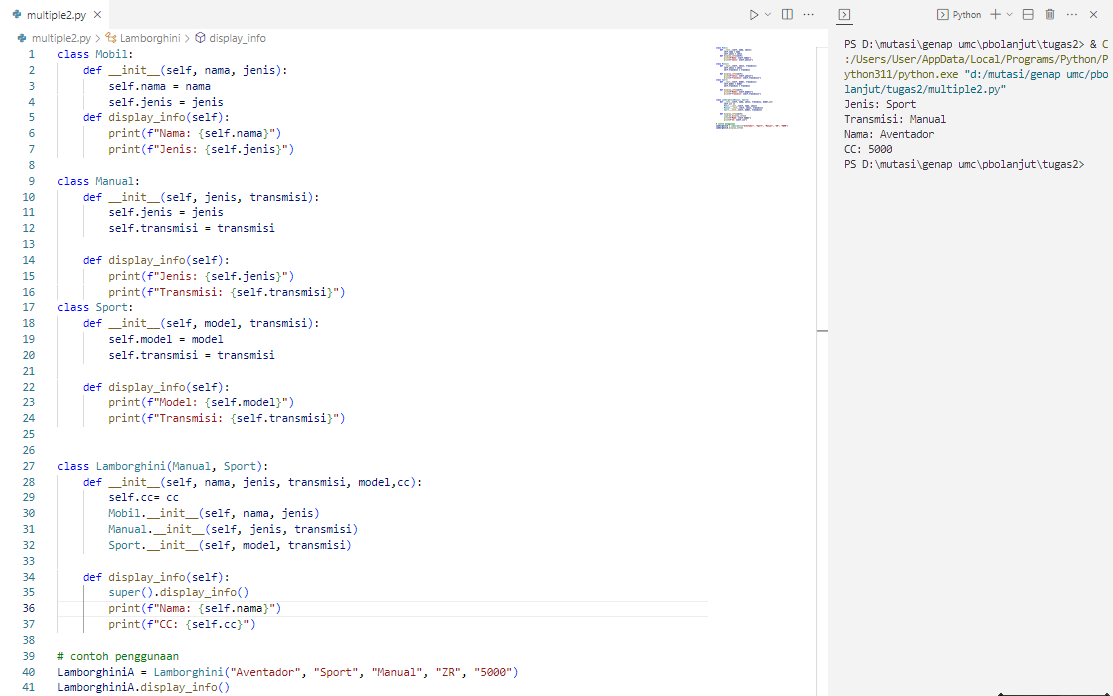 multiple2.py
multiple2.py > Lamborghini > display_info
1 class Mobil:
2     def __init__(self, nama, jenis):
3         self.nama = nama
4         self.jenis = jenis
5     def display_info(self):
6         print(f"Nama: {self.nama}")
7         print(f"Jenis: {self.jenis}")
8
9 class Manual:
10     def __init__(self, jenis, transmisi):
11         self.jenis = jenis
12         self.transmisi = transmisi
13
14     def display_info(self):
15         print(f"Jenis: {self.jenis}")
16         print(f"Transmisi: {self.transmisi}")
17 class Sport:
18     def __init__(self, model, transmisi):
19         self.model = model
20         self.transmisi = transmisi
21
22     def display_info(self):
23         print(f"Model: {self.model}")
24         print(f"Transmisi: {self.transmisi}")
25
26
27 class Lamborghini(Manual, Sport):
28     def __init__(self, nama, jenis, transmisi, model,cc):
29         self.cc= cc
30         Mobil.__init__(self, nama, jenis)
31         Manual.__init__(self, jenis, transmisi)
32         Sport.__init__(self, model, transmisi)
33
34     def display_info(self):
35         super().display_info()
36         print(f"Nama: {self.nama}")
37         print(f"CC: {self.cc}")
38
39 # contoh penggunaan
40 LamborghiniA = Lamborghini("Aventador", "Sport", "Manual", "ZR", "5000")
41 LamborghiniA.display_info()
Python
PS D:\mutasi\genap umc\pbolanjut\tugas2> & C
:/Users/User/AppData/Local/Programs/Python/P
ython311/python.exe "d:/mutasi/genap umc/pbo
lanjut/tugas2/multiple2.py"
Jenis: Sport
Transmisi: Manual
Nama: Aventador
CC: 5000
PS D:\mutasi\genap umc\pbolanjut\tugas2>